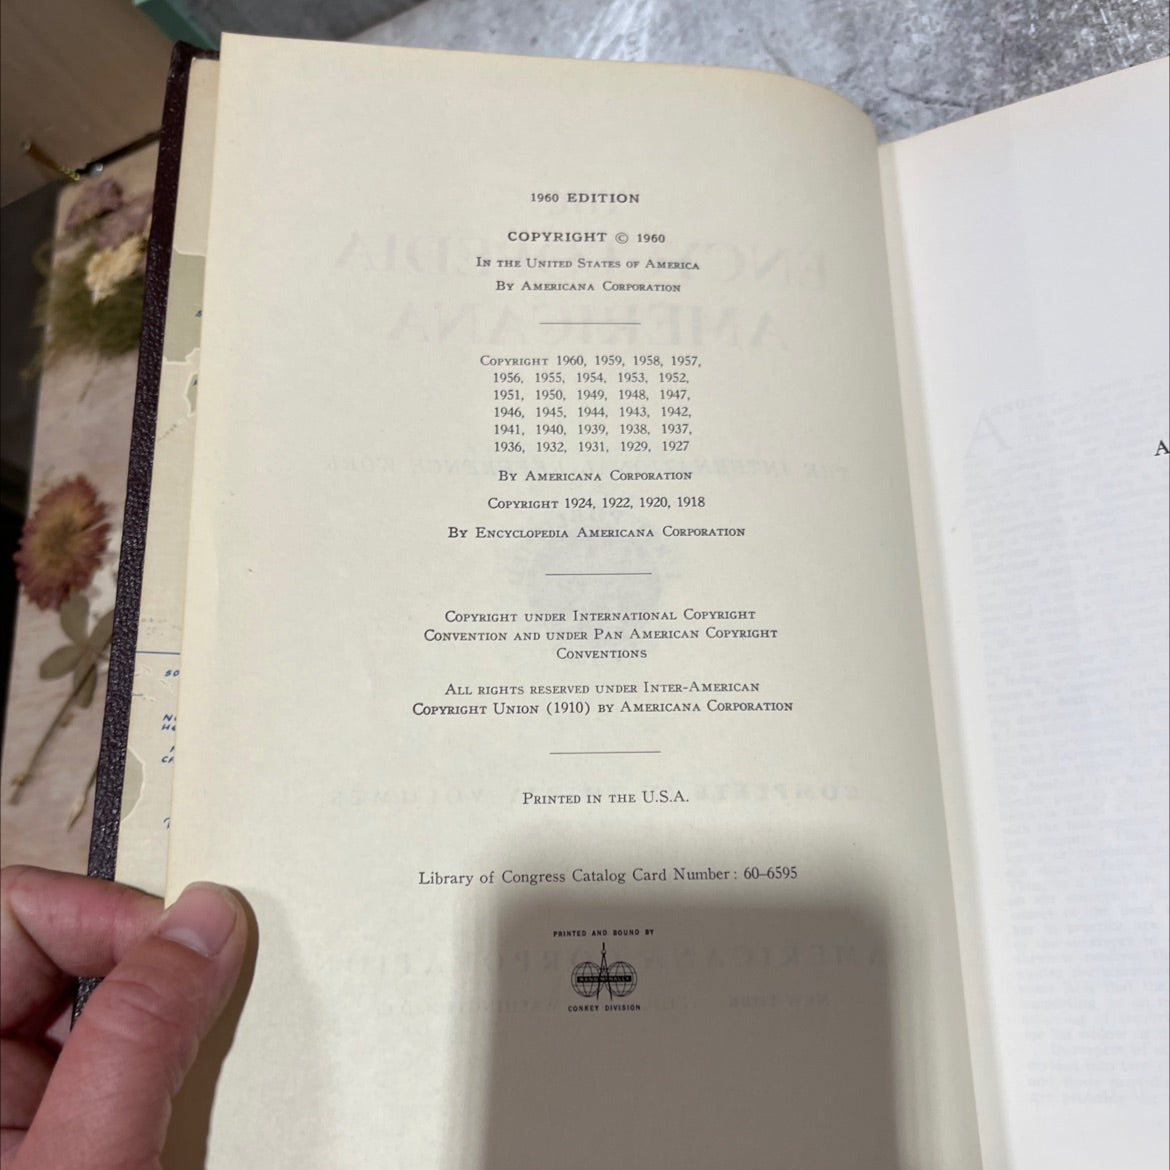 1960 EDITION
COPYRIGHT © 1960
IN THE UNITED STATES OF AMERICA
BY AMERICANA CORPORATION
COPYRIGHT 1960, 1959, 1958, 1957,
1956, 1955, 1954, 1953, 1952,
1951, 1950, 1949, 1948, 1947,
1946, 1945, 1944, 1943, 1942,
1941, 1940, 1939, 1938, 1937,
1936, 1932, 1931, 1929, 1927
BY AMERICANA CORPORATION
COPYRIGHT 1924, 1922, 1920, 1918
BY ENCYCLOPEDIA AMERICANA CORPORATION
COPYRIGHT UNDER INTERNATIONAL COPYRIGHT
CONVENTION AND UNDER PAN AMERICAN COPYRIGHT
CONVENTIONS
ALL RIGHTS RESERVED UNDER INTER-AMERICAN
COPYRIGHT UNION (1910) BY AMERICANA CORPORATION
PRINTED IN THE U.S.A.
Library of Congress Catalog Card Number: 60–6595
PRINTED AND BOUND BY
RAND McNALLY
CONKEY DIVISION